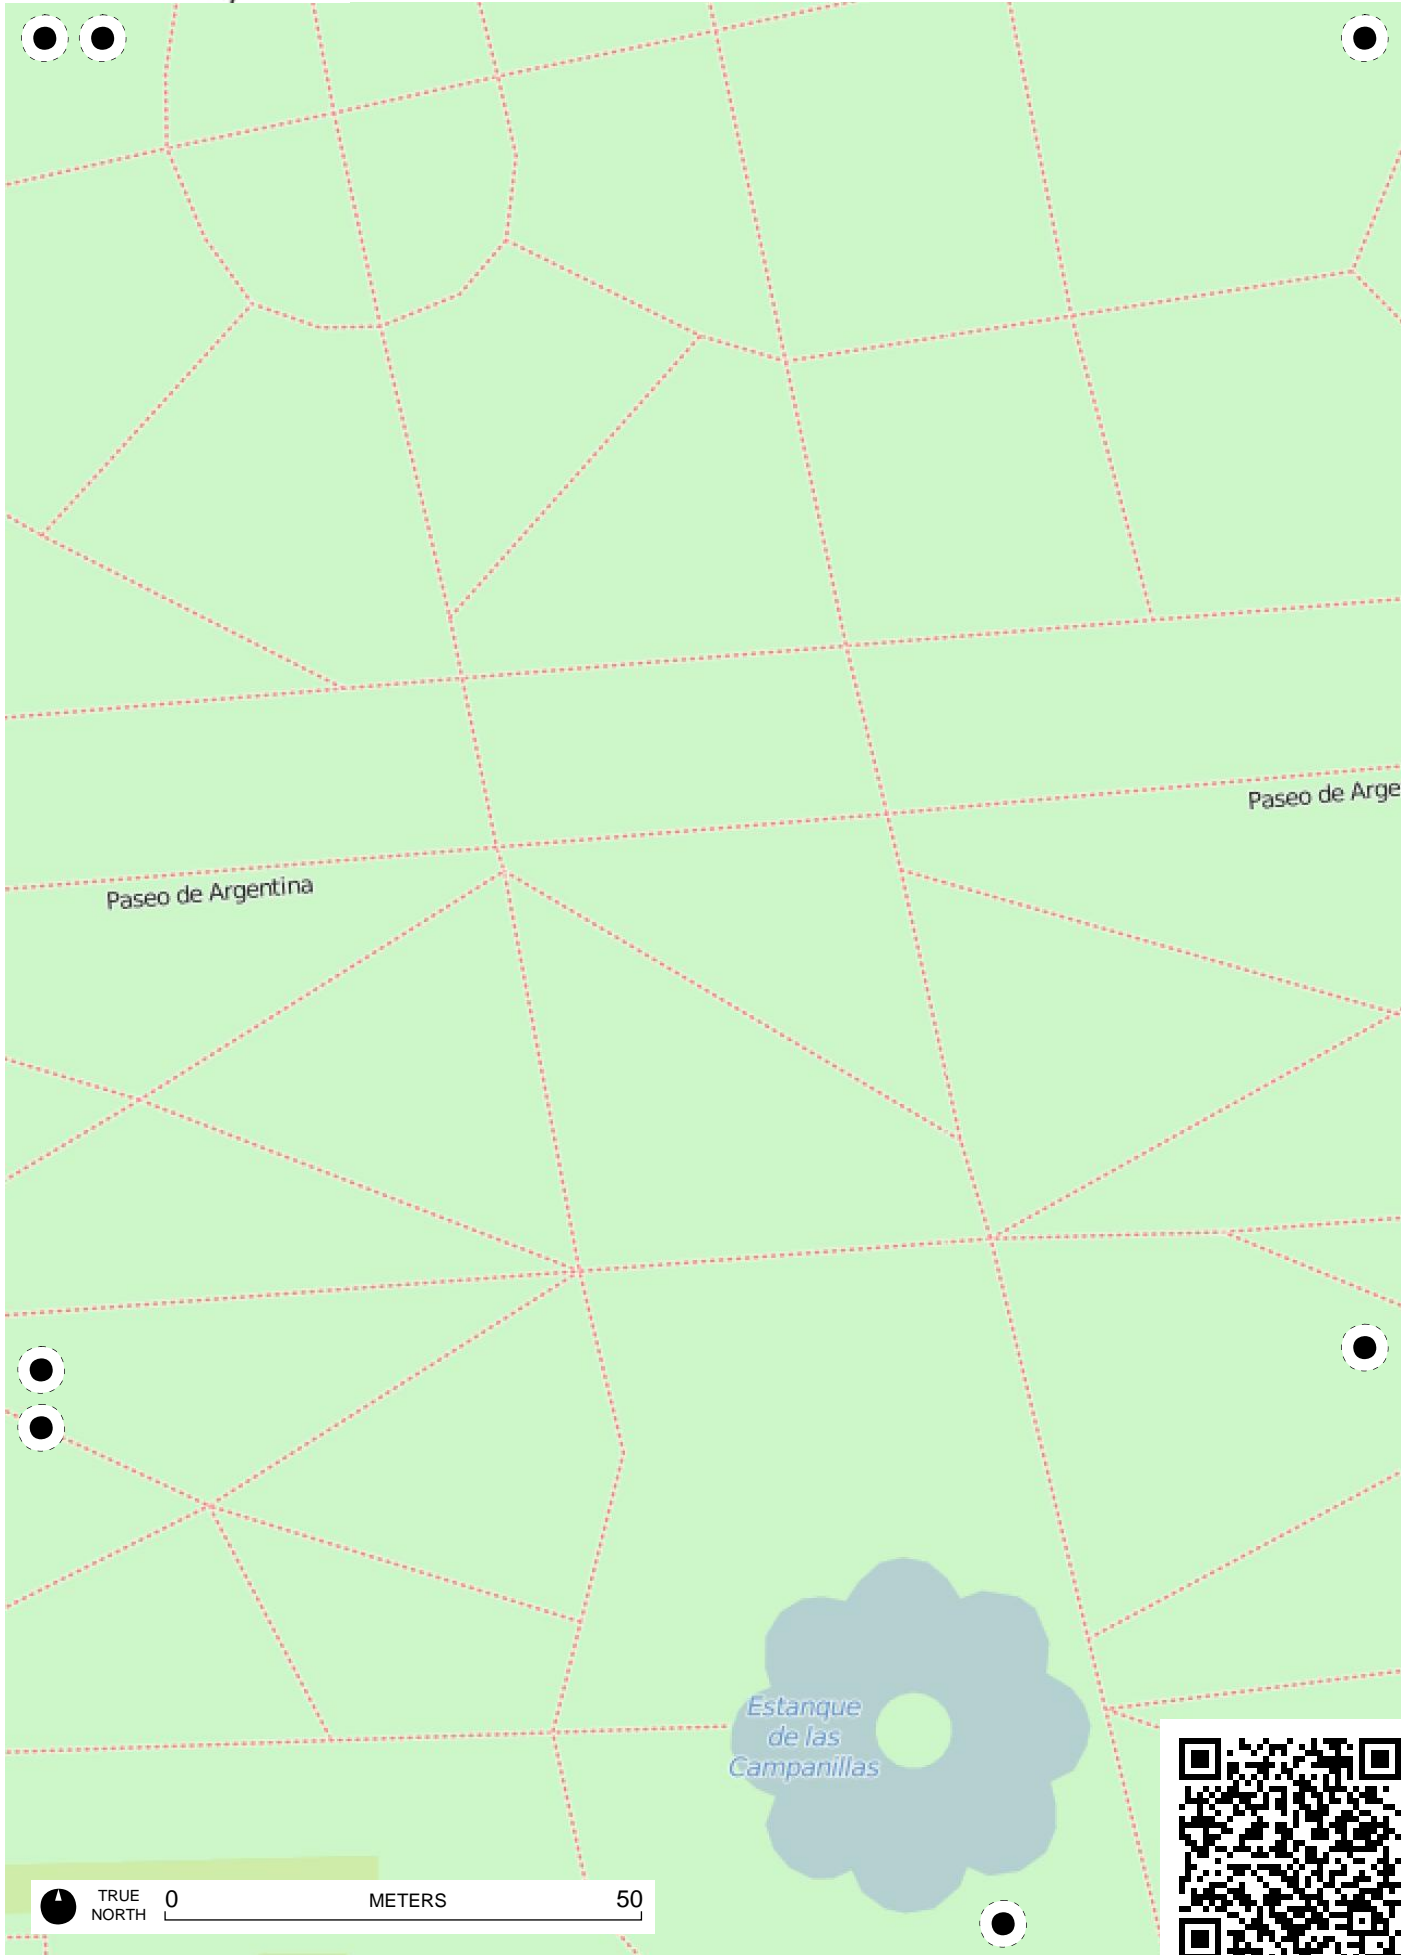 Paseo de Arge
Paseo de Argentina
Estanque
de las
Campanillas
TRUE
NORTH
0 METERS 50